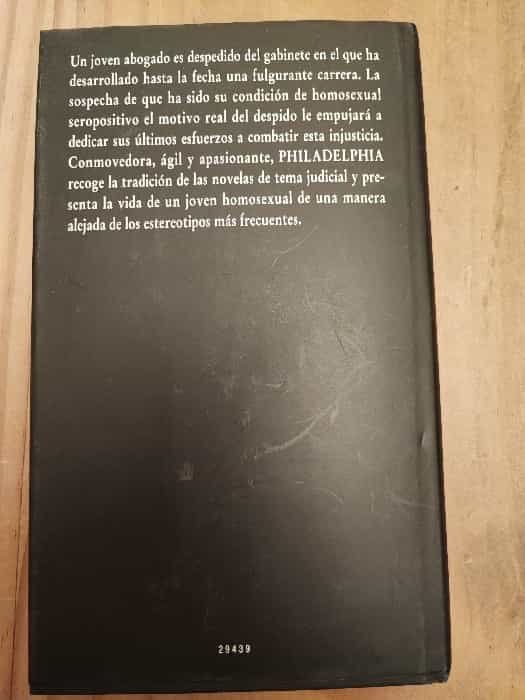 Un joven abogado es despedido del gabinete en el que ha
desarrollado hasta la fecha una fulgurante carrera. La
sospecha de que ha sido su condición de homosexual
seropositivo el motivo real del despido le empujará a
dedicar sus últimos esfuerzos a combatir esta injusticia.
Conmovedora, ágil y apasionante, PHILADELPHIA
recoge la tradición de las novelas de tema judicial y pre-
senta la vida de un joven homosexual de una manera
alejada de los estereotipos más frecuentes.
29439